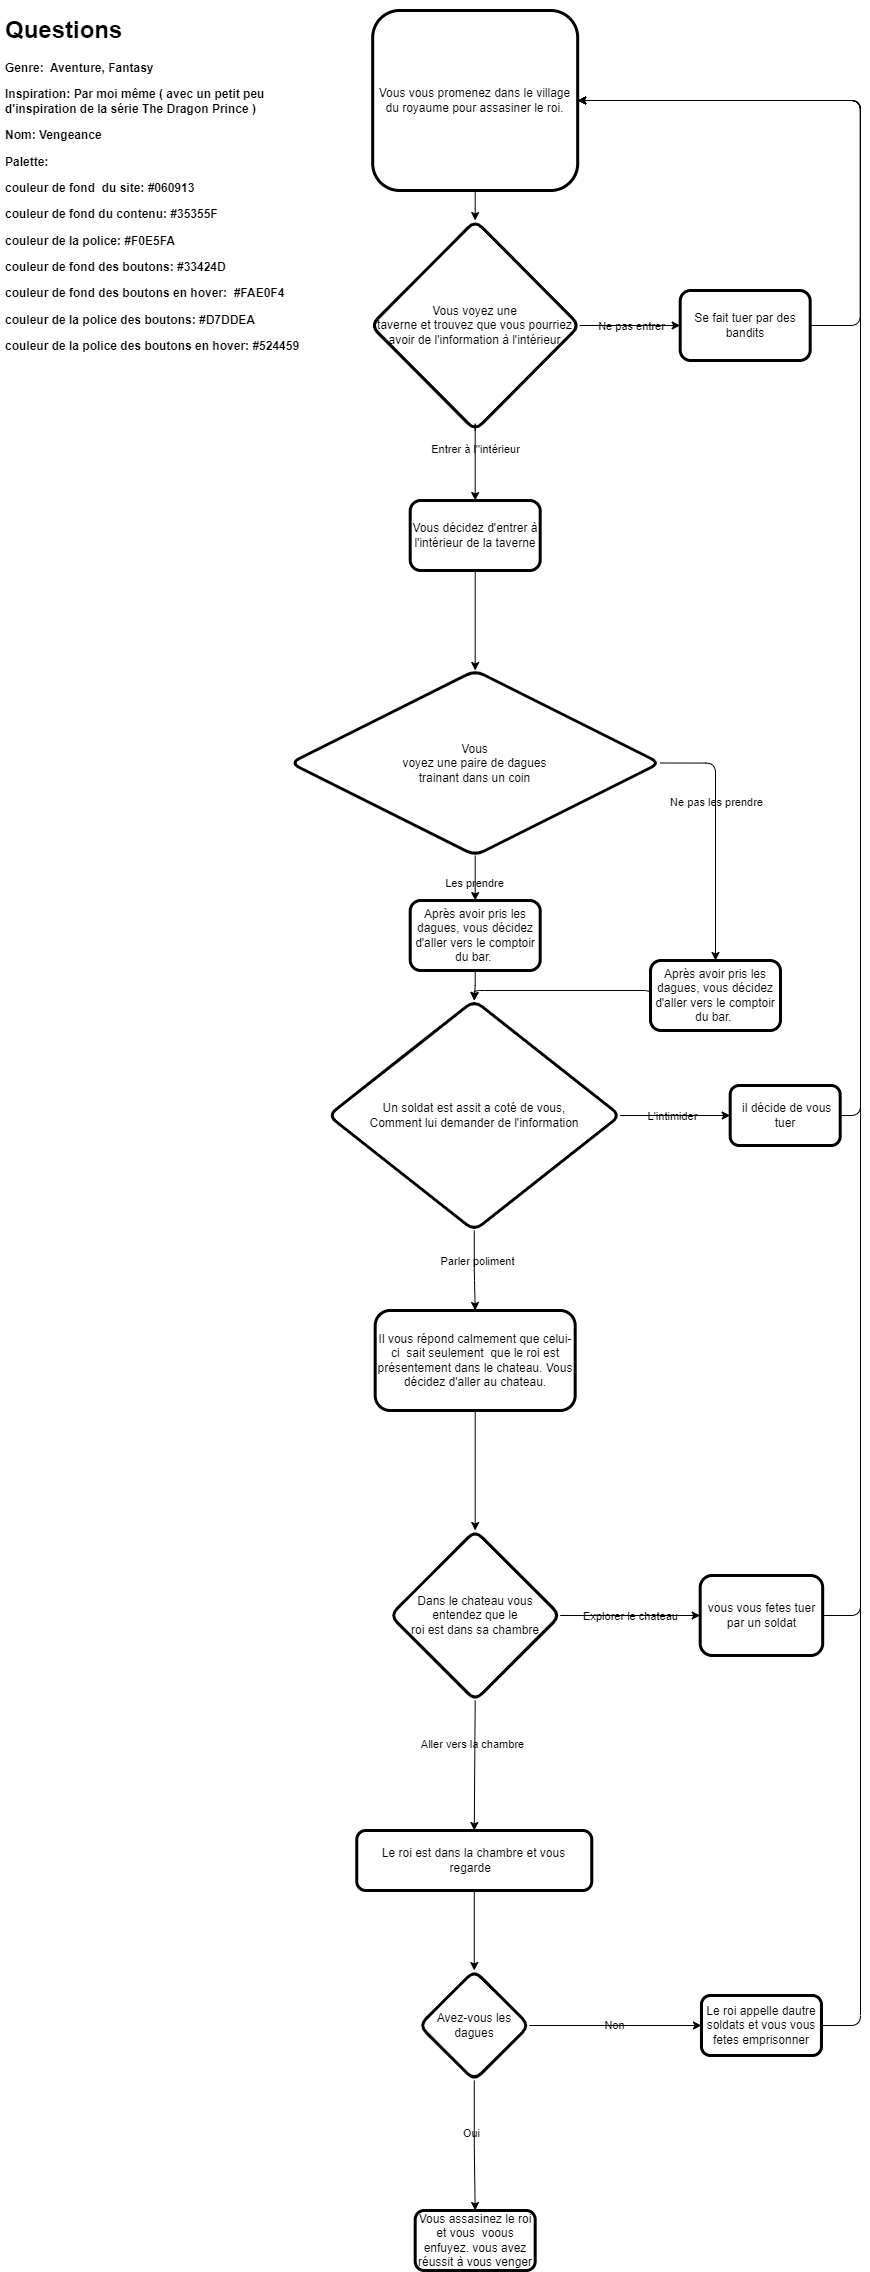 Questions
Genre:  Aventure, Fantasy
Inspiration: Par moi même ( avec un petit peu
d'inspiration de la série The Dragon Prince )
Nom: Vengeance
Palette:
couleur de fond  du site: #060913
couleur de fond du contenu: #35355F
couleur de la police: #F0E5FA
couleur de fond des boutons: #33424D
couleur de fond des boutons en hover:  #FAE0F4
couleur de la police des boutons: #D7DDEA
couleur de la police des boutons en hover: #524459
Vous vous promenez dans le village
du royaume pour assasiner le roi.
Vous voyez une
taverne et trouvez que vous pourriez
avoir de l'information à l'intérieur
Ne pas entrer
Se fait tuer par des
bandits
Entrer à l''intérieur
Vous décidez d'entrer à
l'intérieur de la taverne
Vous
voyez une paire de dagues
trainant dans un coin
Ne pas les prendre
Les prendre
Après avoir pris les
dagues, vous décidez
d'aller vers le comptoir
du bar.
Après avoir pris les
dagues, vous décidez
d'aller vers le comptoir
du bar.
Un soldat est assit a coté de vous,
Comment lui demander de l'information
L'intimider
il décide de vous
tuer
Parler poliment
Il vous répond calmement que celui-
ci  sait seulement  que le roi est
présentement dans le chateau. Vous
décidez d'aller au chateau.
Dans le chateau vous
entendez que le
roi est dans sa chambre
Explorer le chateau
vous vous fetes tuer
par un soldat
Aller vers la chambre
Le roi est dans la chambre et vous
regarde
Avez-vous les
dagues
Non
Le roi appelle dautre
soldats et vous vous
fetes emprisonner
Oui
Vous assasinez le roi
et vous  voous
enfuyez. vous avez
réussit à vous venger